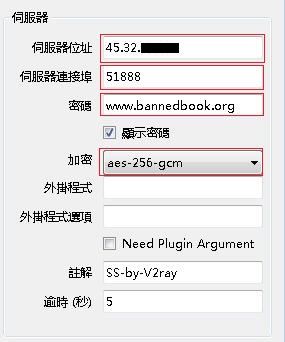 伺服器
伺服器位址 45.32.
伺服器連接埠 51888
密碼 www.bannedbook.org
顯示密碼
加密 aes-256-gcm
外掛程式
外掛程式選項
Need Plugin Argument
註解 SS-by-V2ray
逾時 (秒) 5